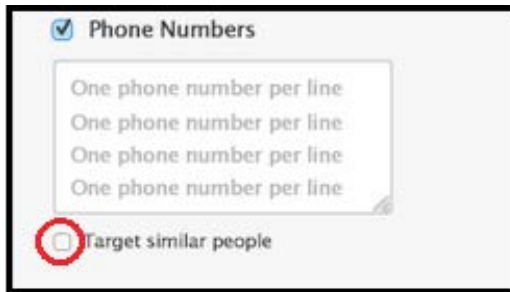 Phone Numbers
One phone number per line
One phone number per line
One phone number per line
One phone number per line
Target similar people